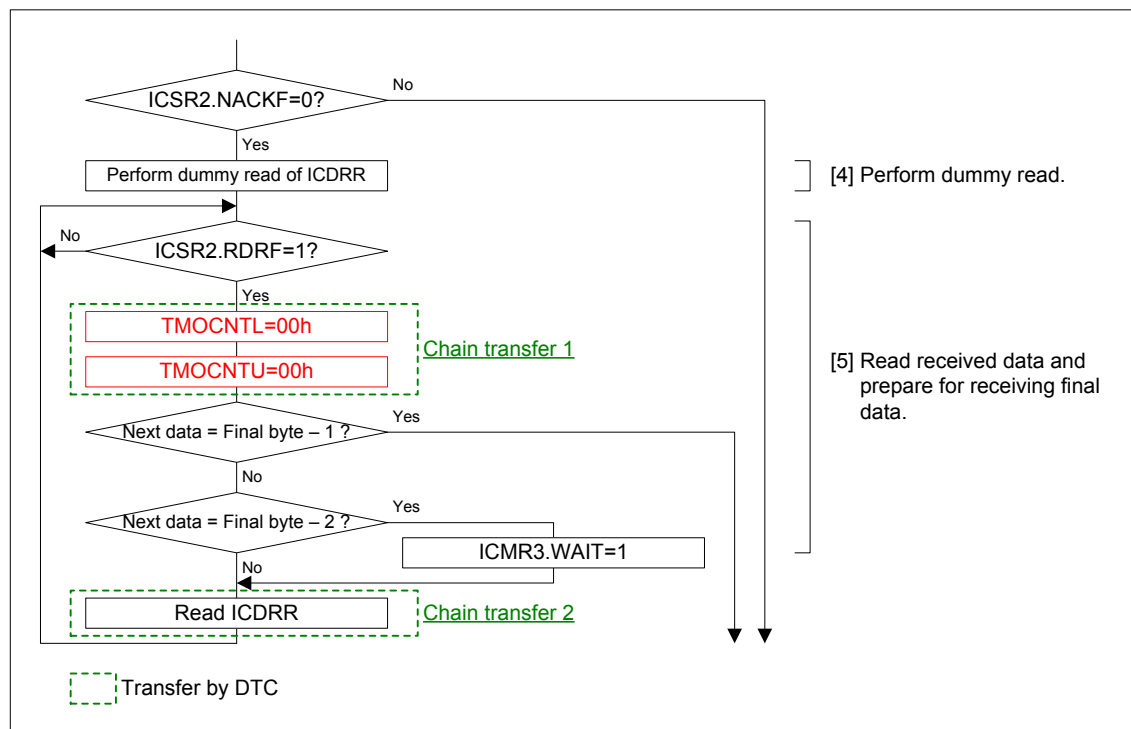 ICSR2.NACKF=0?
No
Yes
Perform dummy read of ICDRR
[4] Perform dummy read.
No
ICSR2.RDRF=1?
Yes
TMOCNTL=00h
Chain transfer 1
TMOCNTU=00h
[5] Read received data and
prepare for receiving final
data.
Next data = Final byte – 1 ?
Yes
No
Next data = Final byte – 2 ?
Yes
ICMR3.WAIT=1
No
Read ICDRR
Chain transfer 2
Transfer by DTC